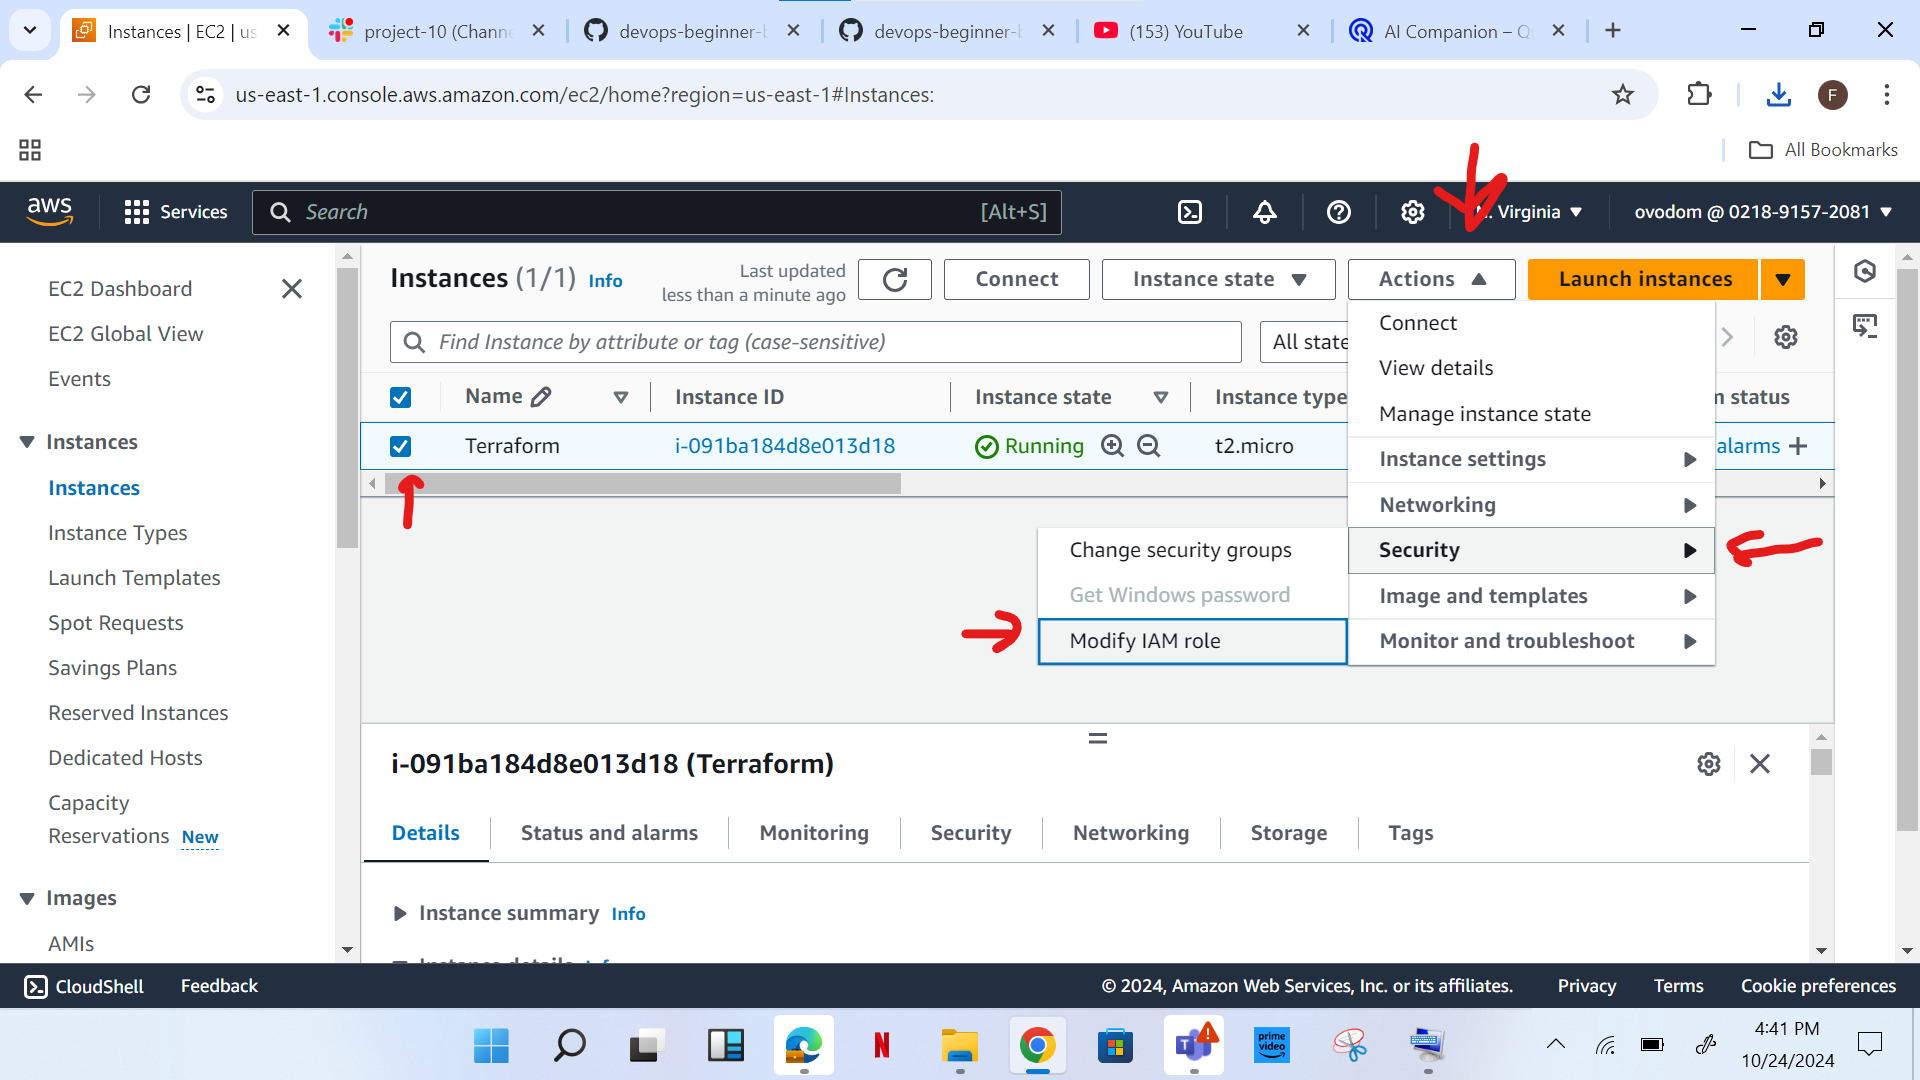 Instances | EC2 | us
project-10 (Channe
devops-beginner-b
devops-beginner-b
(153) YouTube
AI Companion – Qu
us-east-1.console.aws.amazon.com/ec2/home?region=us-east-1#Instances:
F
All Bookmarks
aws
Services
Search
[Alt+S]
Virginia
ovodom @ 0218-9157-2081
EC2 Dashboard
EC2 Global View
Events
Instances
Instances
Instance Types
Launch Templates
Spot Requests
Savings Plans
Reserved Instances
Dedicated Hosts
Capacity
Reservations New
Images
AMIs
Instances (1/1) Info
Last updated
less than a minute ago
Connect
Instance state
Actions
Launch instances
Find Instance by attribute or tag (case-sensitive)
All state
Name
Instance ID
Instance state
Instance type
status
Terraform
i-091ba184d8e013d18
Running
t2.micro
alarms
Connect
View details
Manage instance state
Instance settings
Networking
Security
Image and templates
Monitor and troubleshoot
Change security groups
Get Windows password
Modify IAM role
i-091ba184d8e013d18 (Terraform)
Details
Status and alarms
Monitoring
Security
Networking
Storage
Tags
Instance summary Info
Instance details Info
CloudShell
Feedback
© 2024, Amazon Web Services, Inc. or its affiliates.
Privacy
Terms
Cookie preferences
N
prime video
4:41 PM
10/24/2024